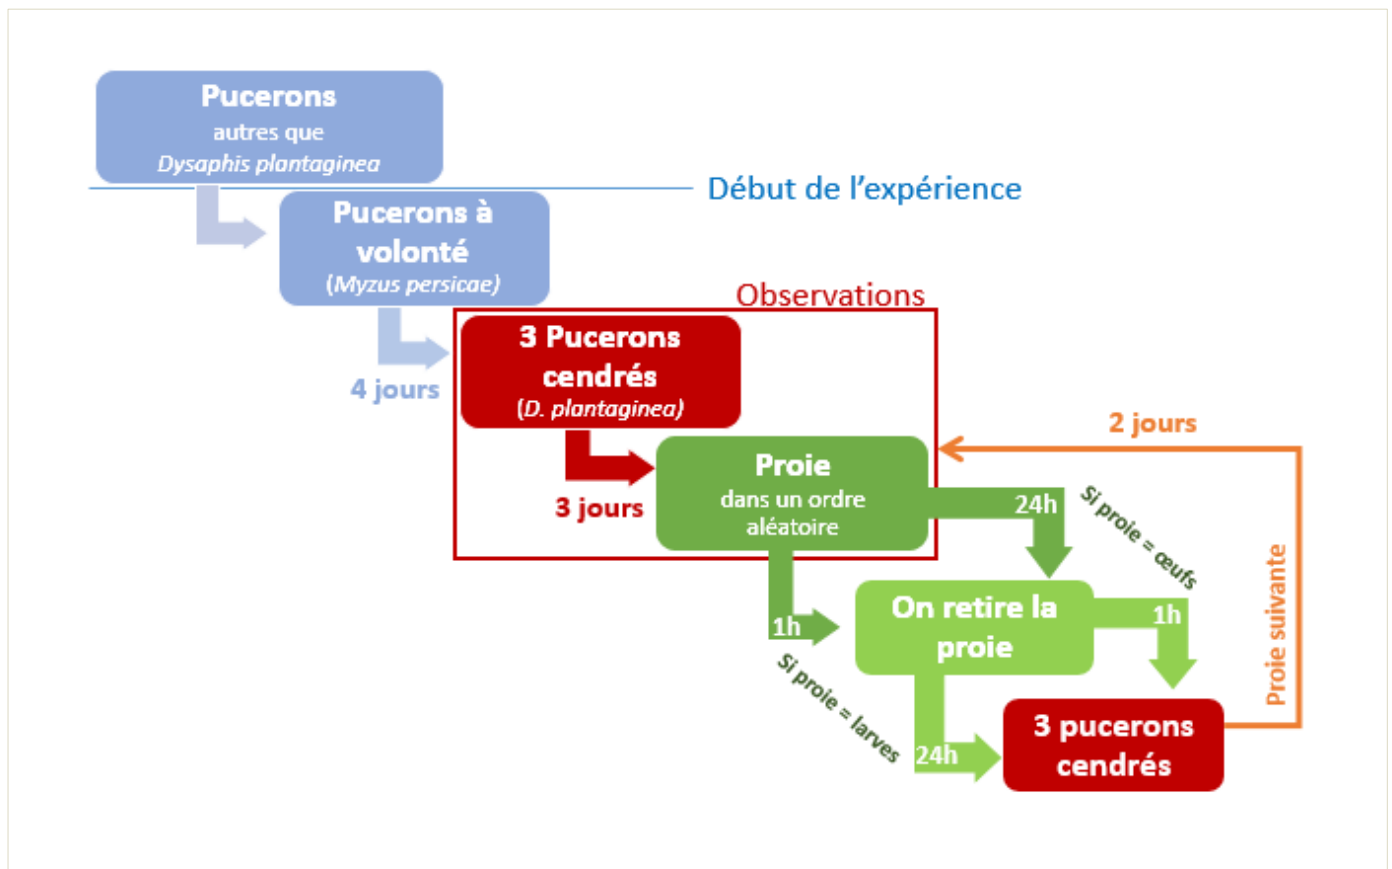 Pucerons
autres que
Dysaphis plantaginea
Début de l'expérience
Pucerons à
volonté
(Myzus persicae)
4 jours
Observations
3 Pucerons
cendrés
(D. plantaginea)
3 jours
Proie
dans un ordre
aléatoire
2 jours
24h
Si proie = œufs
1h
Si proie = larves
On retire la
proie
1h
24h
3 pucerons
cendrés
Proie suivante